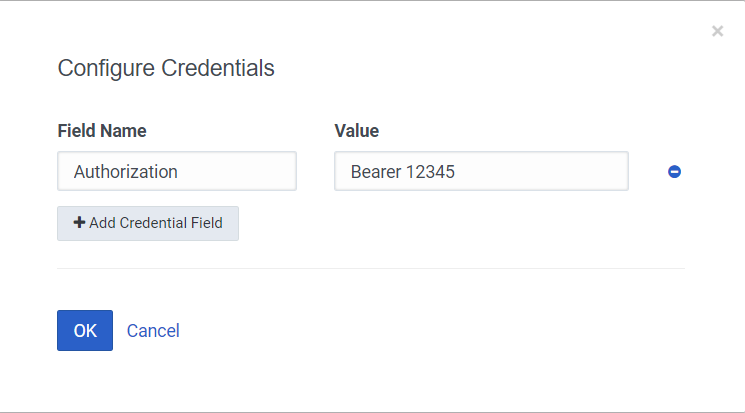 ×
Configure Credentials
Field Name Value
Authorization Bearer 12345
+ Add Credential Field
OK Cancel